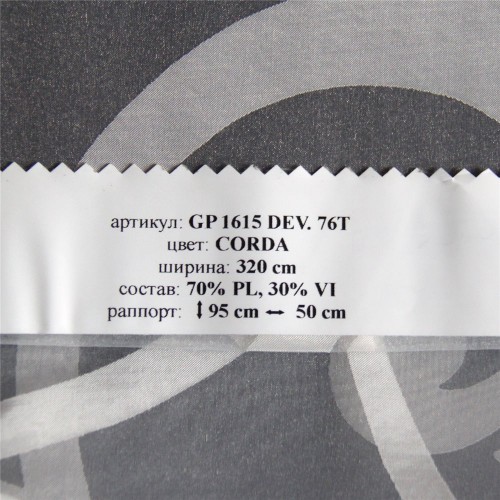 артикул: GP 1615 DEV. 76T
цвет: CORDA
ширина: 320 cm
состав: 70% PL, 30% VI
раппорт: ↕ 95 cm ↔ 50 cm